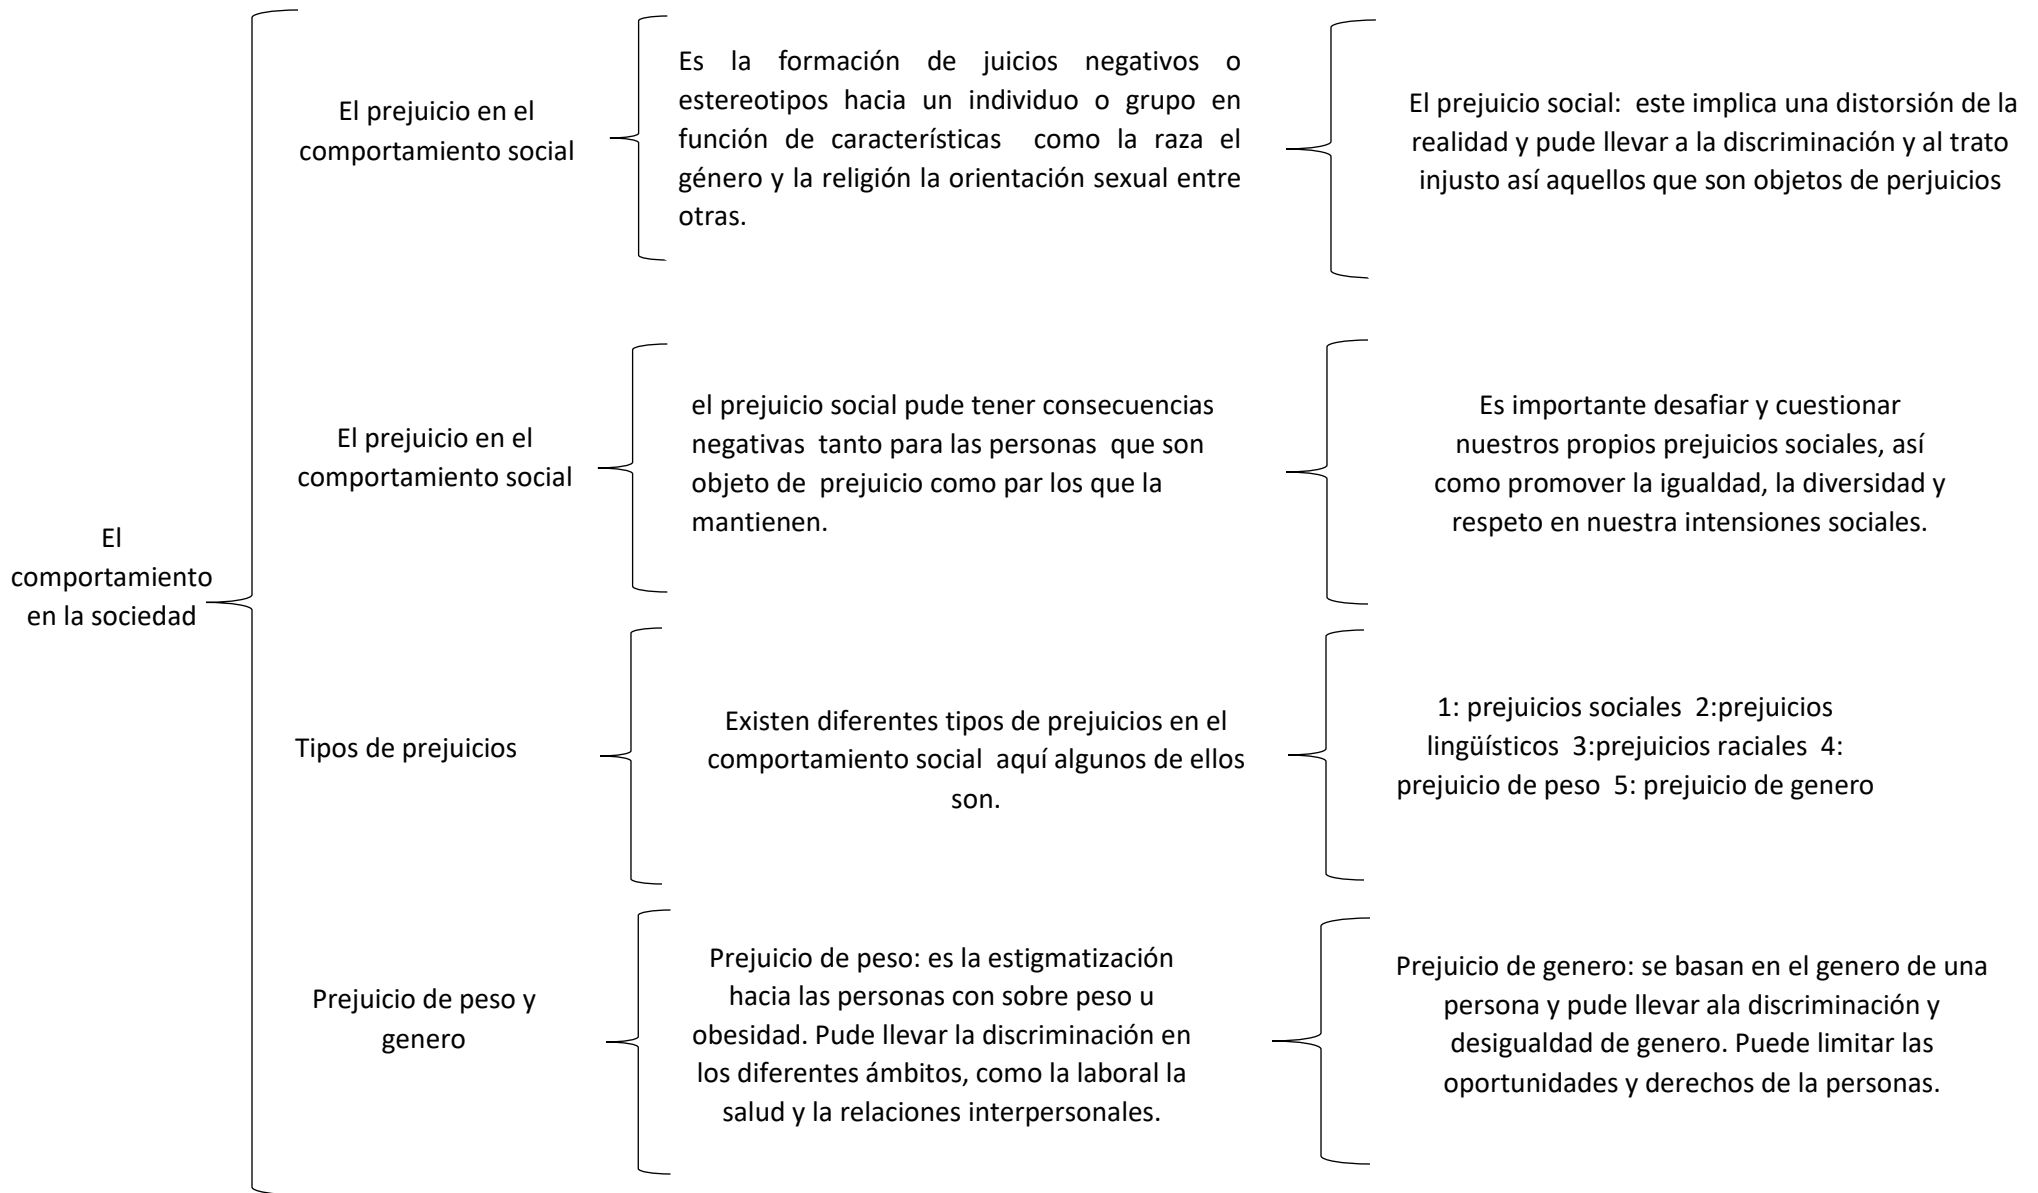 El
comportamiento
en la sociedad
El prejuicio en el
comportamiento social
Es la formación de juicios negativos o
estereotipos hacia un individuo o grupo en
función de características como la raza el
género y la religión la orientación sexual entre
otras.
El prejuicio social: este implica una distorsión de la
realidad y pude llevar a la discriminación y al trato
injusto así aquellos que son objetos de perjuicios
El prejuicio en el
comportamiento social
el prejuicio social pude tener consecuencias
negativas tanto para las personas que son
objeto de prejuicio como par los que la
mantienen.
Es importante desafiar y cuestionar
nuestros propios prejuicios sociales, así
como promover la igualdad, la diversidad y
respeto en nuestra intensiones sociales.
Tipos de prejuicios
Existen diferentes tipos de prejuicios en el
comportamiento social aquí algunos de ellos
son.
1: prejuicios sociales 2:prejuicios
lingüísticos 3:prejuicios raciales 4:
prejuicio de peso 5: prejuicio de genero
Prejuicio de peso y
genero
Prejuicio de peso: es la estigmatización
hacia las personas con sobre peso u
obesidad. Pude llevar la discriminación en
los diferentes ámbitos, como la laboral la
salud y la relaciones interpersonales.
Prejuicio de genero: se basan en el genero de una
persona y pude llevar ala discriminación y
desigualdad de genero. Puede limitar las
oportunidades y derechos de la personas.